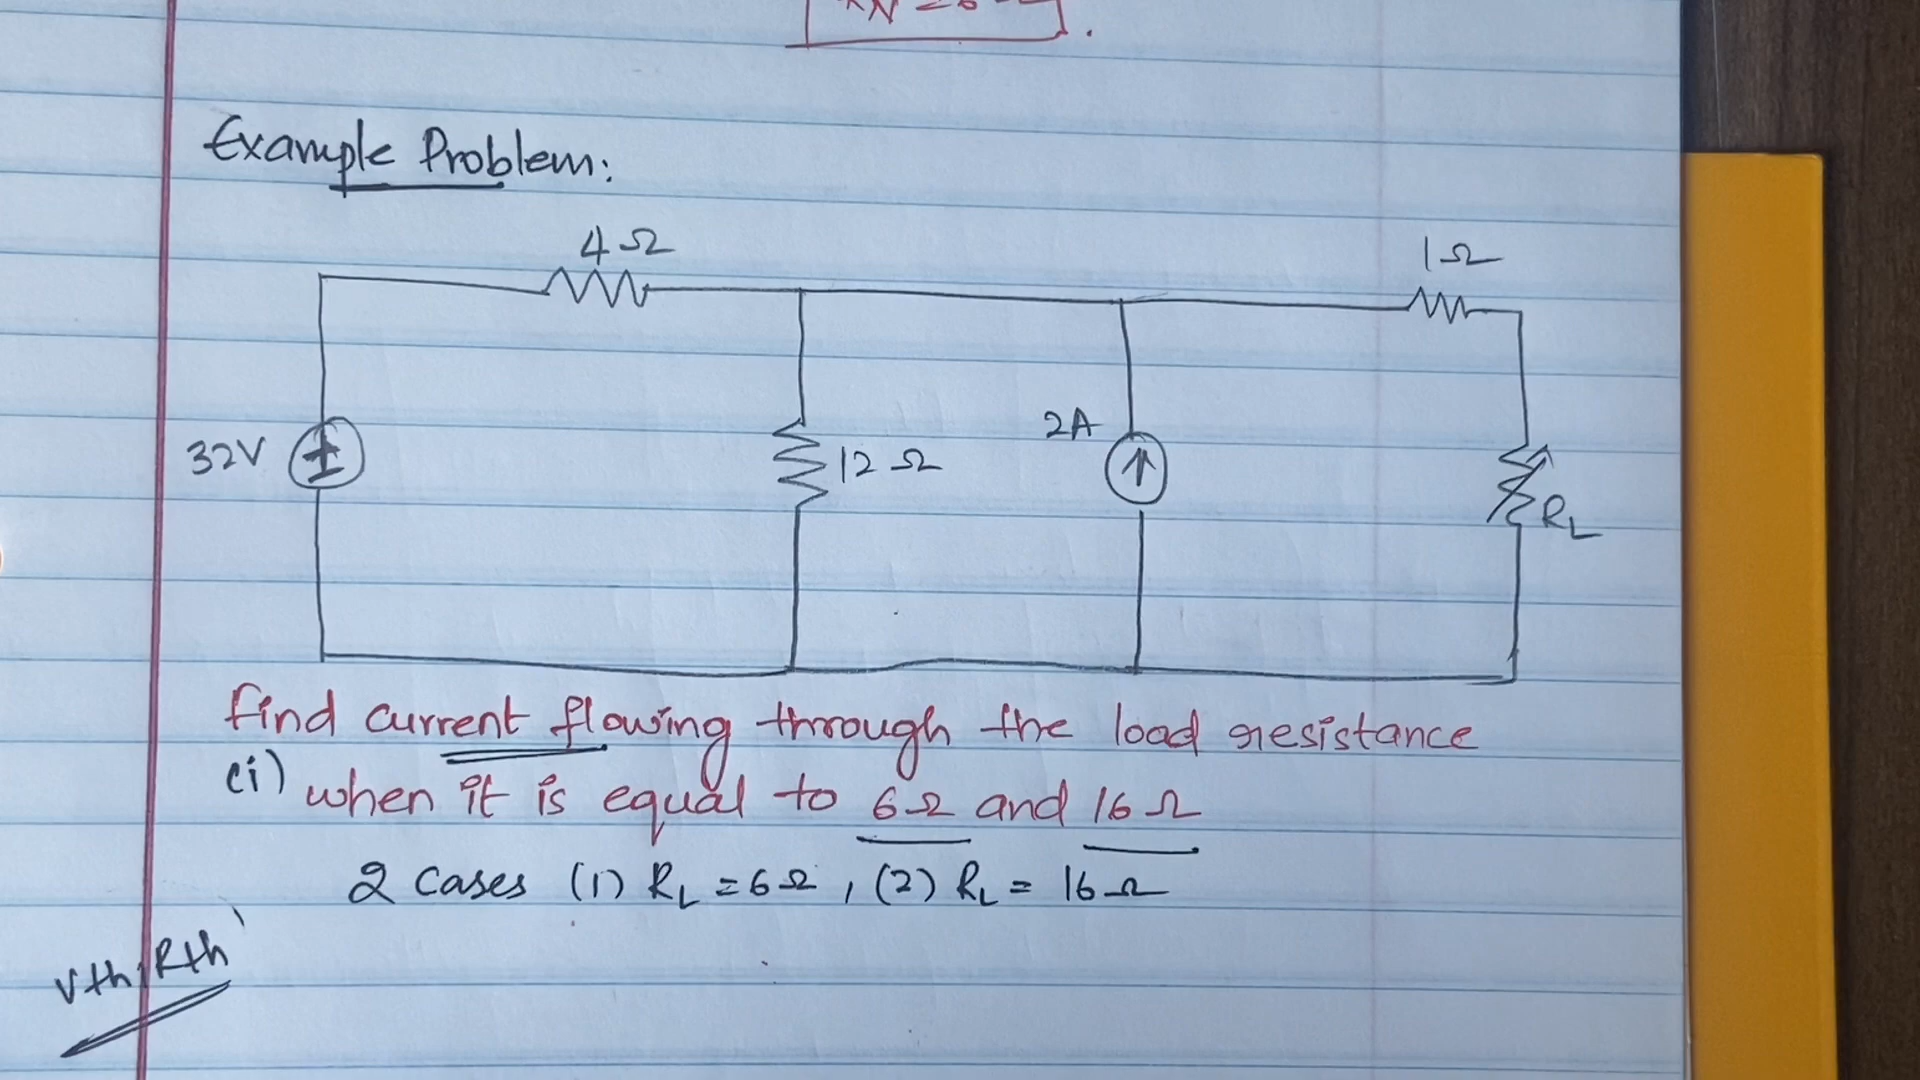 Example Problem:
4Ω
1Ω
32V
12Ω
2A
RL
find current flowing through the load resistance
(i) when it is equal to 6Ω and 16Ω
2 Cases (1) RL = 6Ω, (2) RL = 16Ω
Vth, Rth